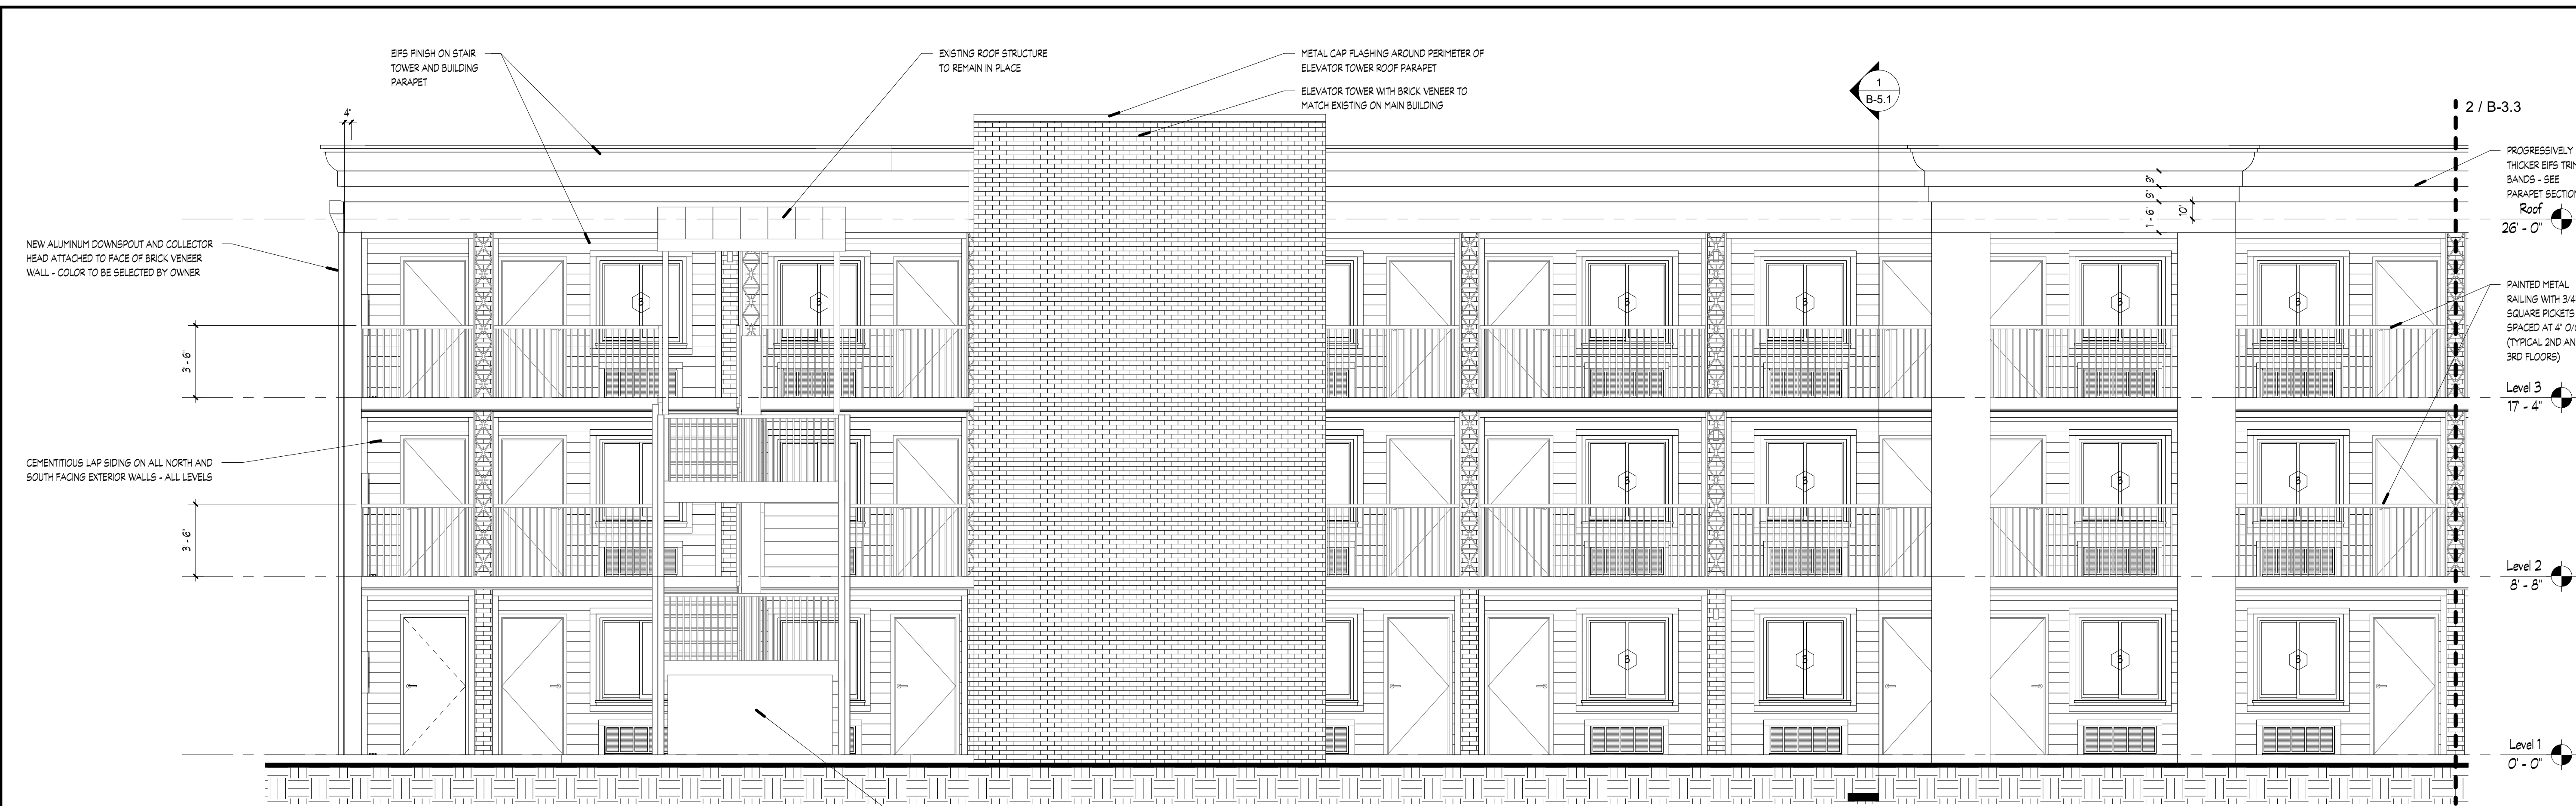 EIFS FINISH ON STAIR
TOWER AND BUILDING
PARAPET
EXISTING ROOF STRUCTURE
TO REMAIN IN PLACE
METAL CAP FLASHING AROUND PERIMETER OF
ELEVATOR TOWER ROOF PARAPET
ELEVATOR TOWER WITH BRICK VENEER TO
MATCH EXISTING ON MAIN BUILDING
1
B-5.1
2 / B-3.3
4"
PROGRESSIVELY
THICKER EIFS TRIM
BANDS - SEE
PARAPET SECTION
9"
9"
1' - 6"
10"
Roof
26' - 0"
NEW ALUMINUM DOWNSPOUT AND COLLECTOR
HEAD ATTACHED TO FACE OF BRICK VENEER
WALL - COLOR TO BE SELECTED BY OWNER
B
B
B
B
B
B
PAINTED METAL
RAILING WITH 3/4
SQUARE PICKETS
SPACED AT 4" O/
(TYPICAL 2ND AN
3RD FLOORS)
3' - 6"
Level 3
17' - 4"
CEMENTITIOUS LAP SIDING ON ALL NORTH AND
SOUTH FACING EXTERIOR WALLS - ALL LEVELS
B
B
B
B
3' - 6"
Level 2
8' - 8"
B
B
B
B
Level 1
0' - 0"